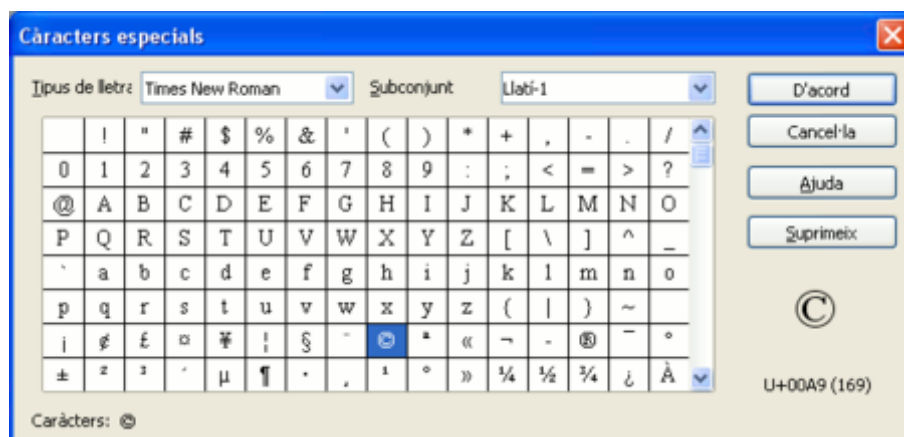 Càracters especials
Tipus de lletra Times New Roman Subconjunt Llatí-1 D'acord
! " # $ % & ' ( ) * + , - . /
Cancel·la
0 1 2 3 4 5 6 7 8 9 : ; < = > ?
Ajuda
@ A B C D E F G H I J K L M N O
P Q R S T U V W X Y Z [ \ ] ^ _
Suprimeix
` a b c d e f g h i j k l m n o
p q r s t u v w x y z { | } ~
©
¡ ¢ £ ¤ ¥ ¦ § ¨ © ª « ¬ - ® ¯ °
± ² ³ ´ µ ¶ · ¸ ¹ º » ¼ ½ ¾ ¿ À
U+00A9 (169)
Caràcters: ©